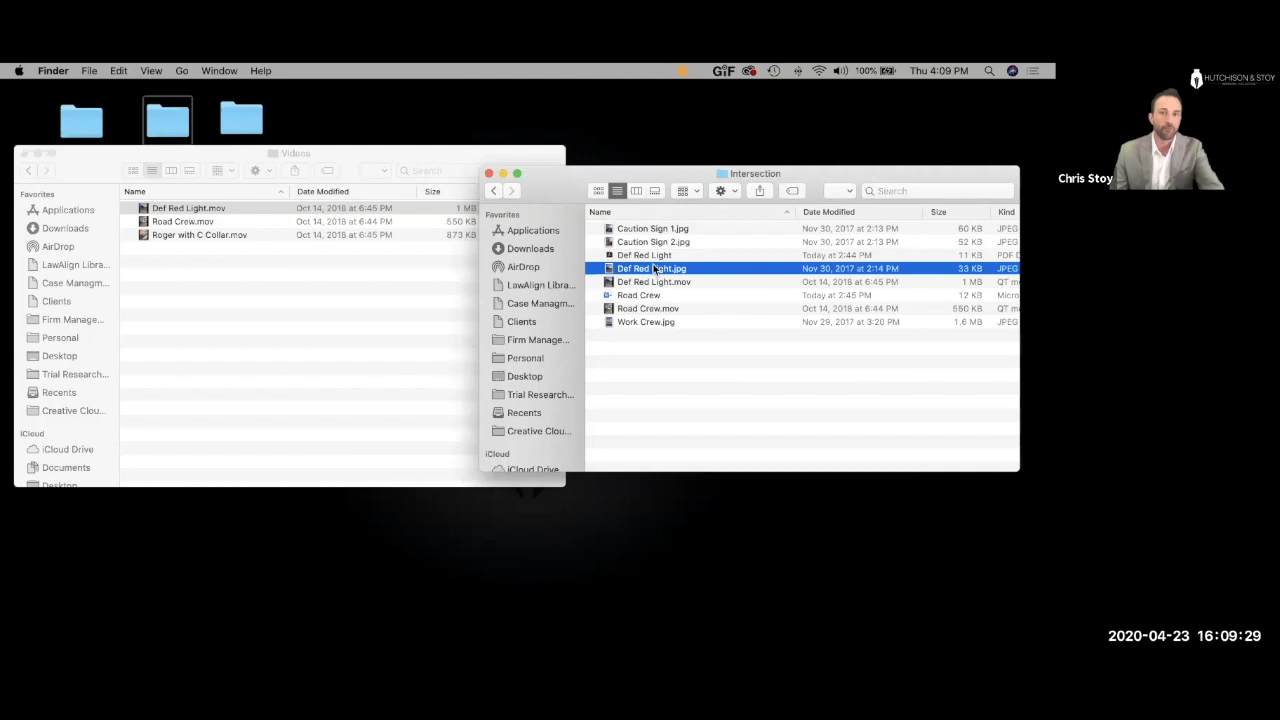 Finder File Edit View Go Window Help GIF 100% Thu 4:09 PM
HUTCHISON & STOY
Chris Stoy
Videos
Search
Favorites
Applications
Downloads
AirDrop
LawAlign Libra...
Case Managm...
Clients
Firm Manage...
Personal
Desktop
Trial Research...
Recents
Creative Clou...
iCloud
iCloud Drive
Documents
Desktop
Name Date Modified Size
Def Red Light.mov Oct 14, 2018 at 6:45 PM 1 MB
Road Crew.mov Oct 14, 2018 at 6:44 PM 550 KB
Roger with C Collar.mov Oct 14, 2018 at 6:45 PM 873 KB
Intersection
Search
Favorites
Applications
Downloads
AirDrop
LawAlign Libra...
Case Managm...
Clients
Firm Manage...
Personal
Desktop
Trial Research...
Recents
Creative Clou...
iCloud
iCloud Drive
Name Date Modified Size Kind
Caution Sign 1.jpg Nov 30, 2017 at 2:13 PM 60 KB JPEG
Caution Sign 2.jpg Nov 30, 2017 at 2:13 PM 52 KB JPEG
Def Red Light Today at 2:44 PM 11 KB PDF D
Def Red Light.jpg Nov 30, 2017 at 2:14 PM 33 KB JPEG
Def Red Light.mov Oct 14, 2018 at 6:45 PM 1 MB QT m
Road Crew Today at 2:45 PM 12 KB Micro
Road Crew.mov Oct 14, 2018 at 6:44 PM 550 KB QT m
Work Crew.jpg Nov 29, 2017 at 3:20 PM 1.6 MB JPEG
2020-04-23 16:09:29